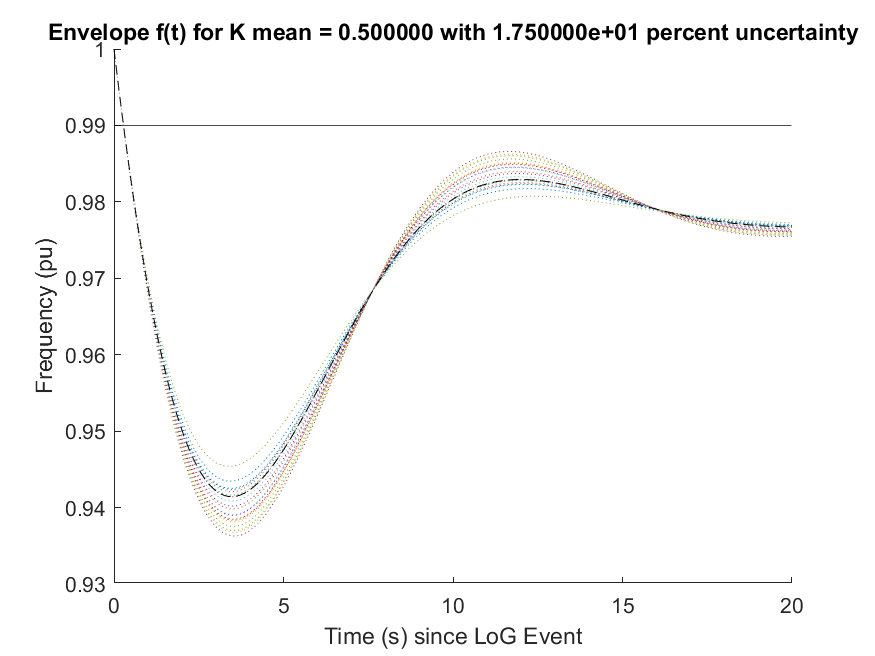 Envelope f(t) for K mean = 0.500000 with 1.750000e+01 percent uncertainty
1
0.99
0.98
0.97
0.96
0.95
0.94
0.93
Frequency (pu)
0 5 10 15 20
Time (s) since LoG Event